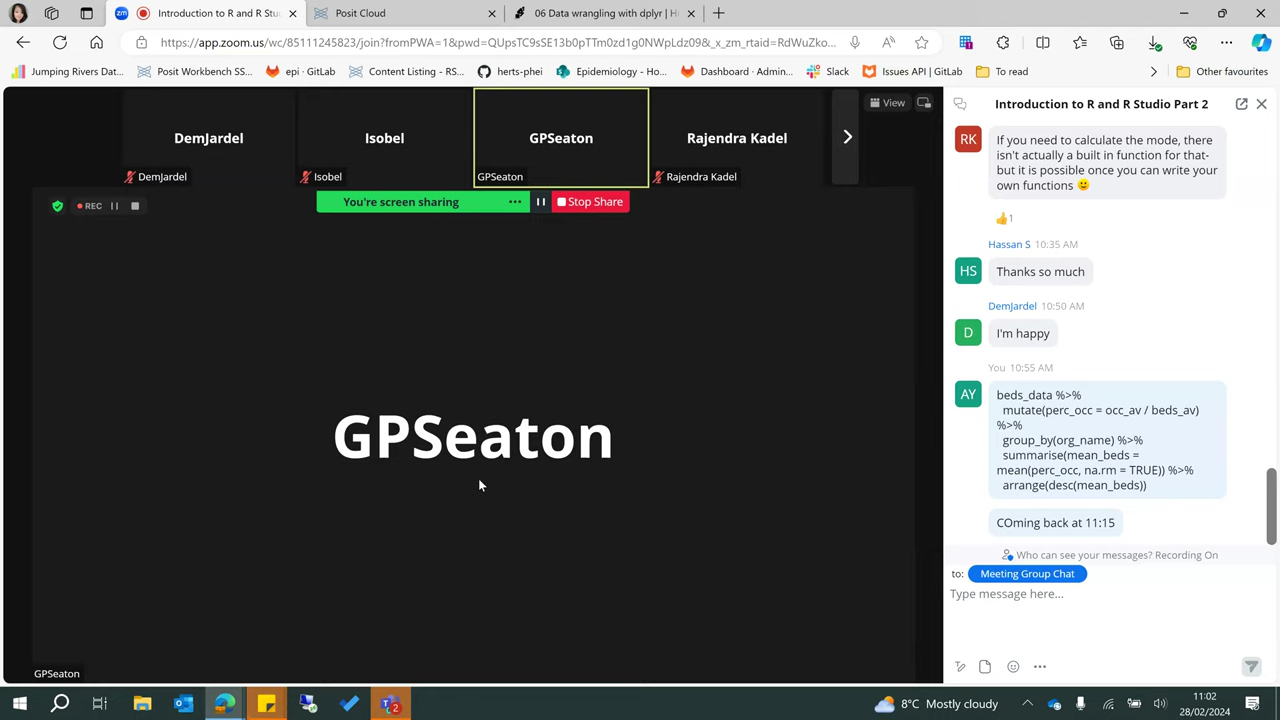 Introduction to R and R Stu
Posit Cloud
06 Data wrangling with dplyr | H
https://app.zoom.us/wc/85111245823/join?fromPWA=1&pwd=QUpsTC9sSE13b0pTTm0zd1g0NWpLdz09&_x_zm_rtaid=RdWuZko...
Jumping Rivers Dat...
Posit Workbench SS...
epi · GitLab
Content Listing - RS...
herts-phei
Epidemiology - Ho...
Dashboard · Admin...
Slack
Issues API | GitLab
To read
Other favourites
DemJardel
Isobel
GPSeaton
Rajendra Kadel
View
DemJardel
Isobel
GPSeaton
Rajendra Kadel
REC
You're screen sharing
Stop Share
GPSeaton
GPSeaton
Introduction to R and R Studio Part 2
RK
If you need to calculate the mode, there
isn't actually a built in function for that-
but it is possible once you can write your
own functions
1
Hassan S 10:35 AM
HS
Thanks so much
DemJardel 10:50 AM
D
I'm happy
You 10:55 AM
AY
beds_data %>%
mutate(perc_occ = occ_av / beds_av)
%>%
group_by(org_name) %>%
summarise(mean_beds =
mean(perc_occ, na.rm = TRUE)) %>%
arrange(desc(mean_beds))
COming back at 11:15
Who can see your messages? Recording On
to: Meeting Group Chat
Type message here...
2
8°C Mostly cloudy
11:02
28/02/2024